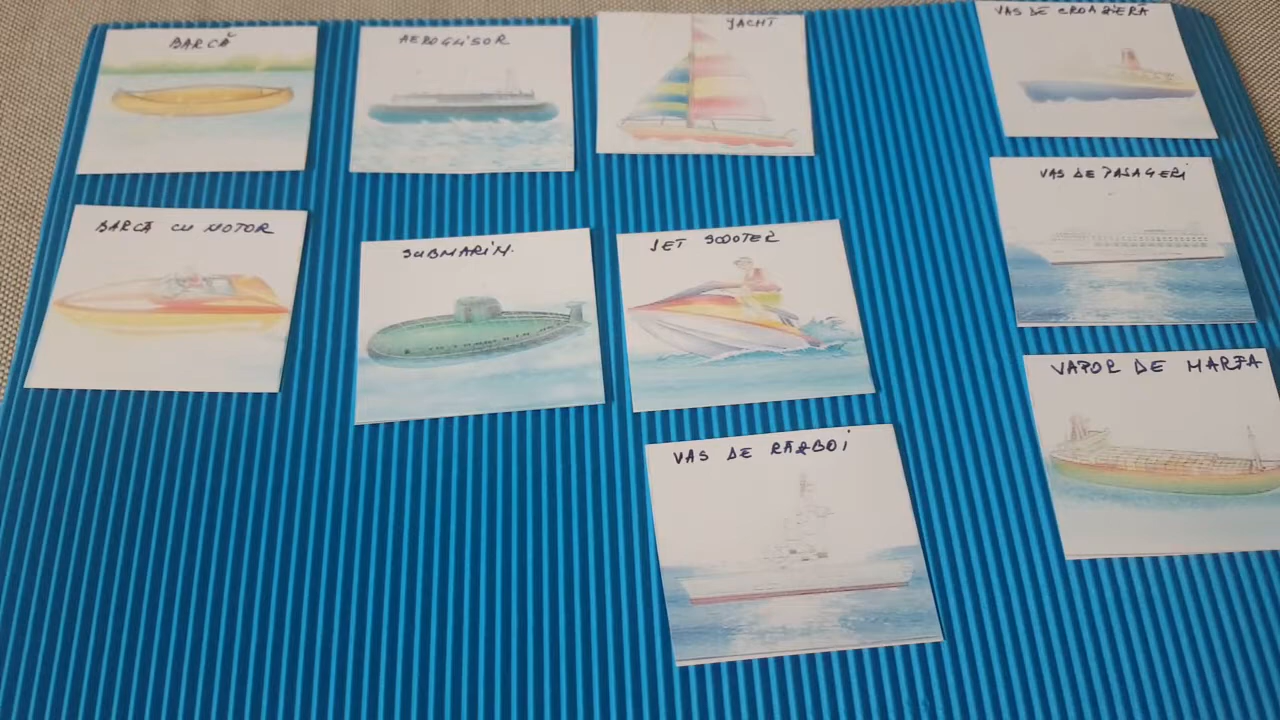 BARCĂ
AEROGLISOR
YACHT
VAS DE CROAZIERĂ
BARCĂ CU MOTOR
SUBMARIN.
JET SCOOTER
VAS DE PASAGERI
VAS DE RĂZBOI
VAPOR DE MARFA